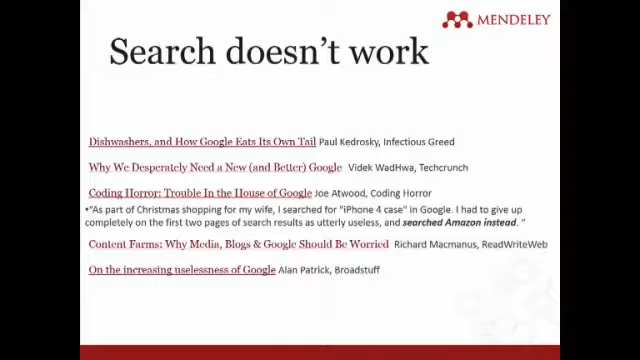 MENDELEY
Search doesn't work
Dishwashers, and How Google Eats Its Own Tail Paul Kedrosky, Infectious Greed
Why We Desperately Need a New (and Better) Google Videk WadHwa, Techcrunch
Coding Horror: Trouble In the House of Google Joe Atwood, Coding Horror
•"As part of Christmas shopping for my wife, I searched for "iPhone 4 case" in Google. I had to give up
completely on the first two pages of search results as utterly useless, and searched Amazon instead. "
Content Farms: Why Media, Blogs & Google Should Be Worried Richard Macmanus, ReadWriteWeb
On the increasing uselessness of Google Alan Patrick, Broadstuff